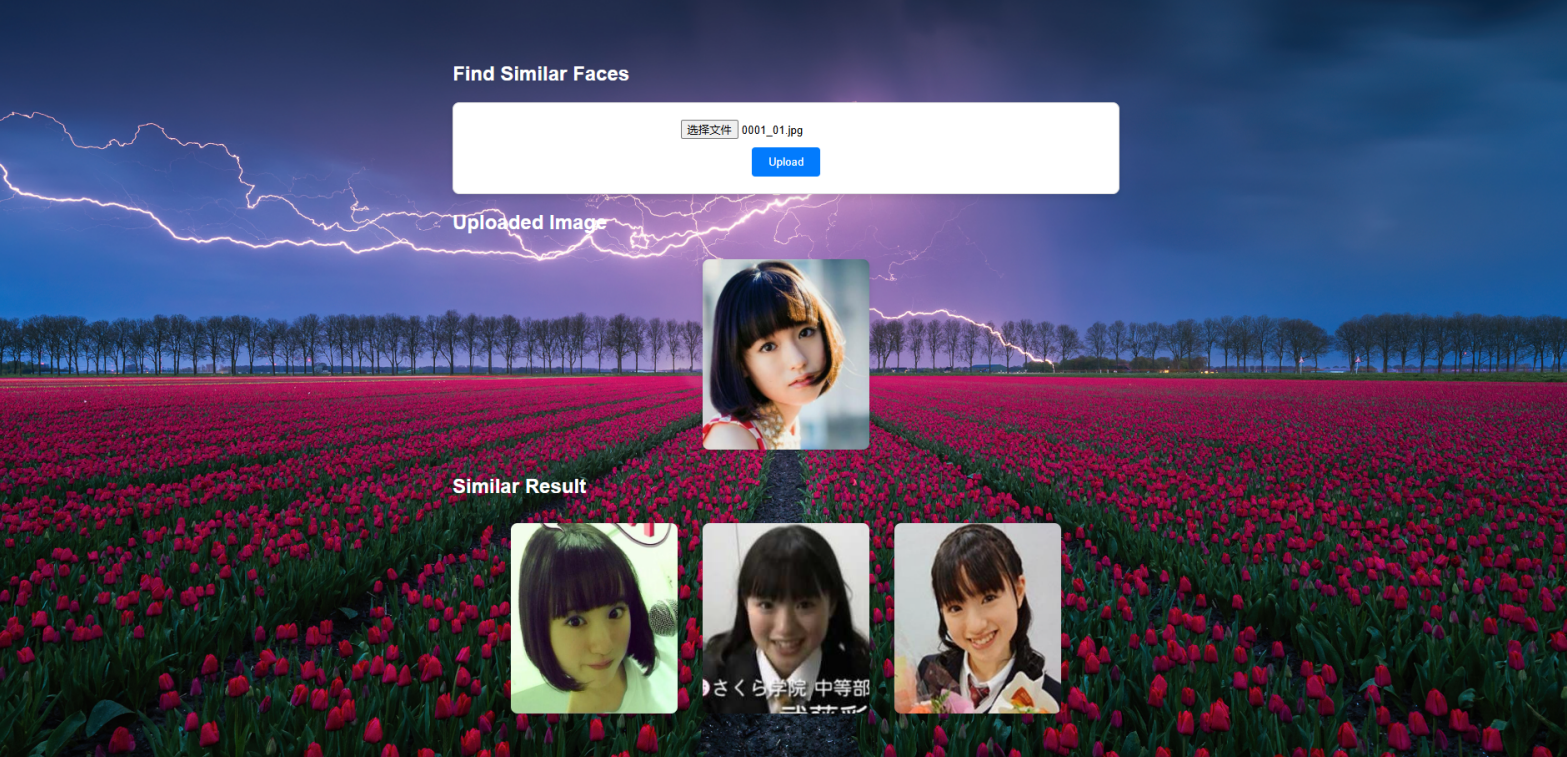 Find Similar Faces
选择文件 0001_01.jpg
Upload
Uploaded Image
Similar Result
さくら学院 中等部